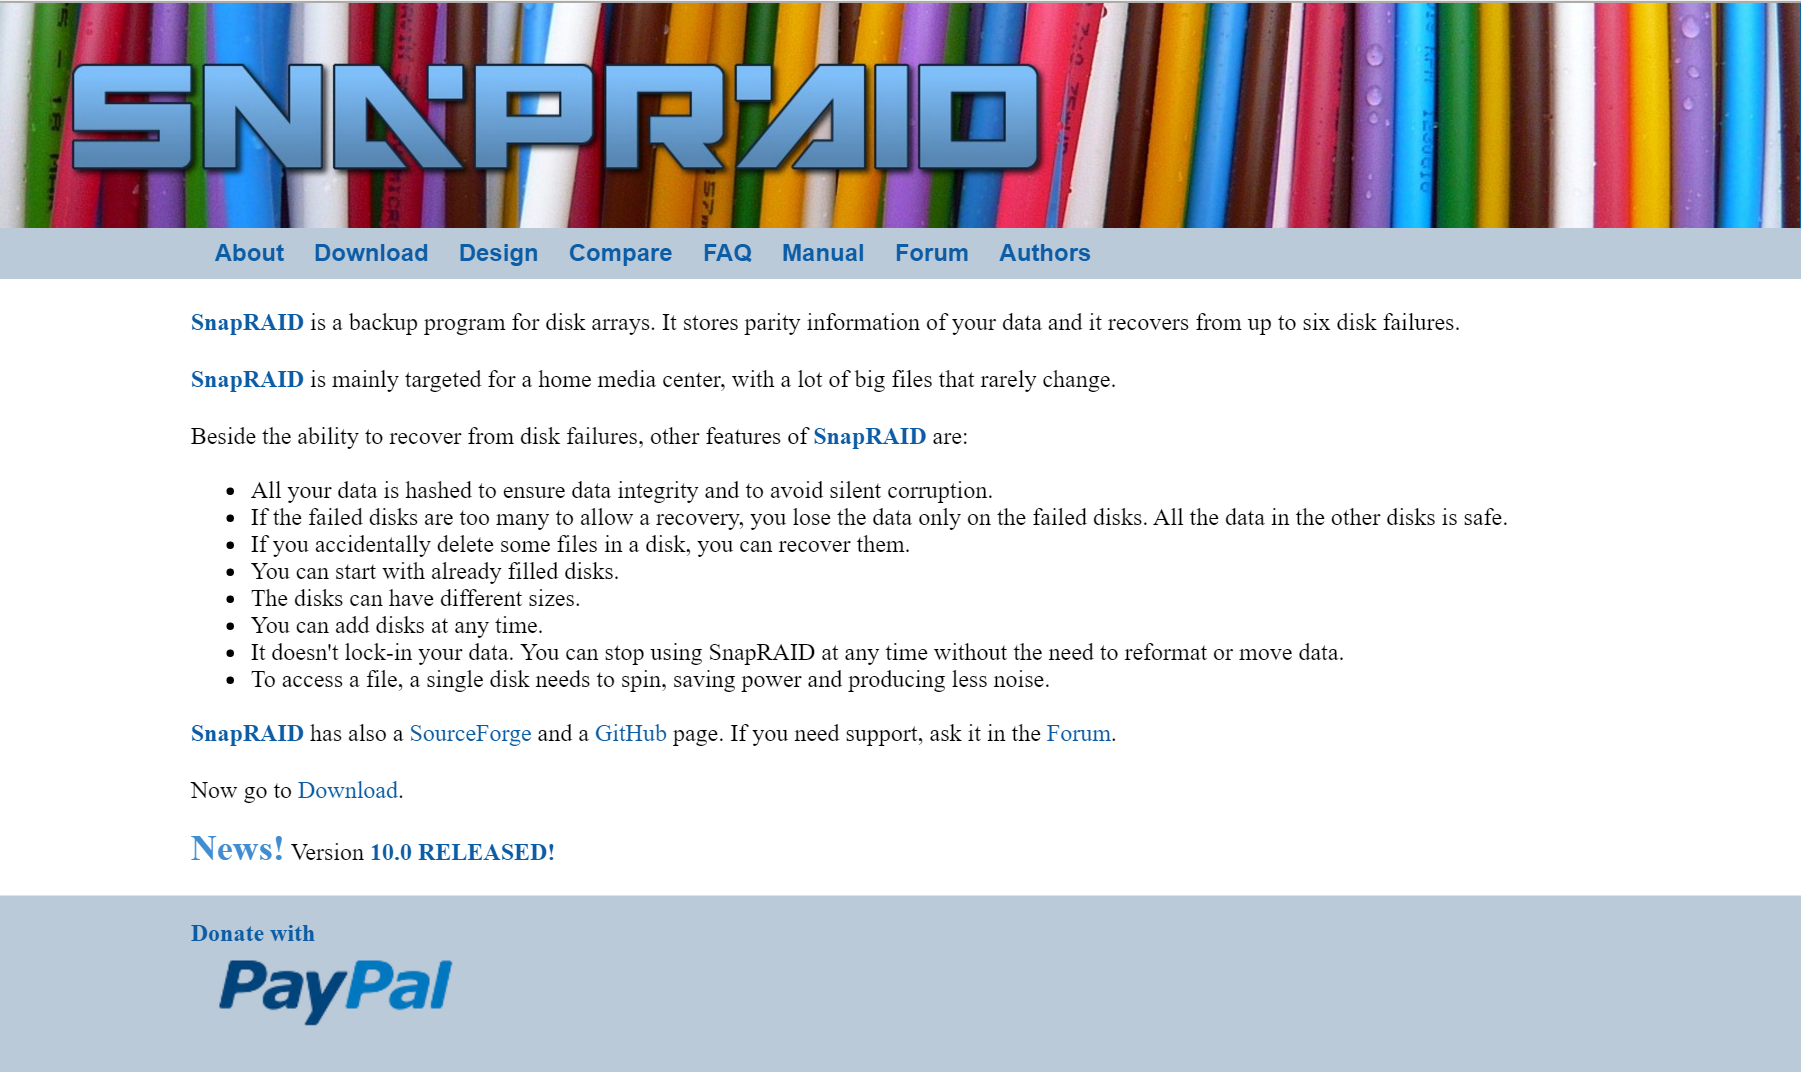 SNAPRAID
About Download Design Compare FAQ Manual Forum Authors
SnapRAID is a backup program for disk arrays. It stores parity information of your data and it recovers from up to six disk failures.
SnapRAID is mainly targeted for a home media center, with a lot of big files that rarely change.
Beside the ability to recover from disk failures, other features of SnapRAID are:
• All your data is hashed to ensure data integrity and to avoid silent corruption.
• If the failed disks are too many to allow a recovery, you lose the data only on the failed disks. All the data in the other disks is safe.
• If you accidentally delete some files in a disk, you can recover them.
• You can start with already filled disks.
• The disks can have different sizes.
• You can add disks at any time.
• It doesn't lock-in your data. You can stop using SnapRAID at any time without the need to reformat or move data.
• To access a file, a single disk needs to spin, saving power and producing less noise.
SnapRAID has also a SourceForge and a GitHub page. If you need support, ask it in the Forum.
Now go to Download.
News! Version 10.0 RELEASED!
Donate with
PayPal